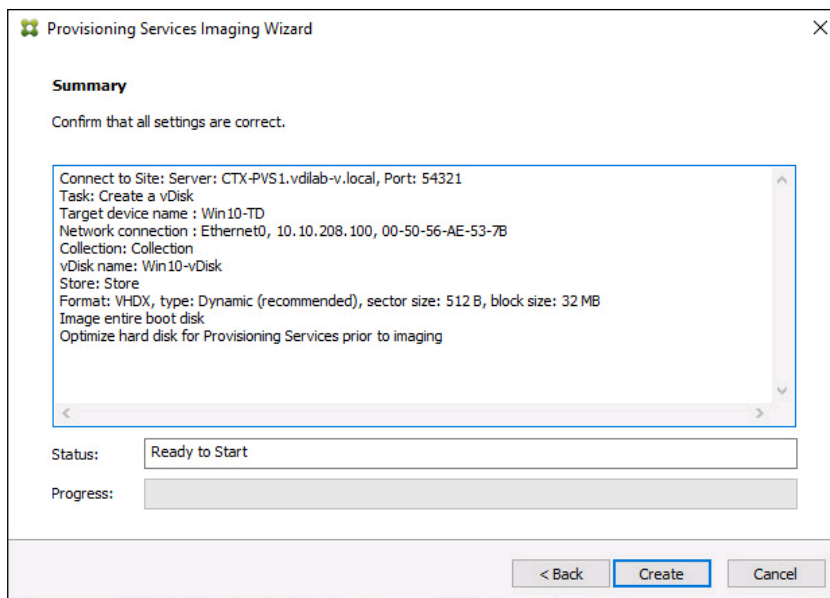 Provisioning Services Imaging Wizard
Summary
Confirm that all settings are correct.
Connect to Site: Server: CTX-PVS1.vdilab-v.local, Port: 54321
Task: Create a vDisk
Target device name : Win10-TD
Network connection : Ethernet0, 10.10.208.100, 00-50-56-AE-53-7B
Collection: Collection
vDisk name: Win10-vDisk
Store: Store
Format: VHDX, type: Dynamic (recommended), sector size: 512 B, block size: 32 MB
Image entire boot disk
Optimize hard disk for Provisioning Services prior to imaging
Status: Ready to Start
Progress:
< Back Create Cancel